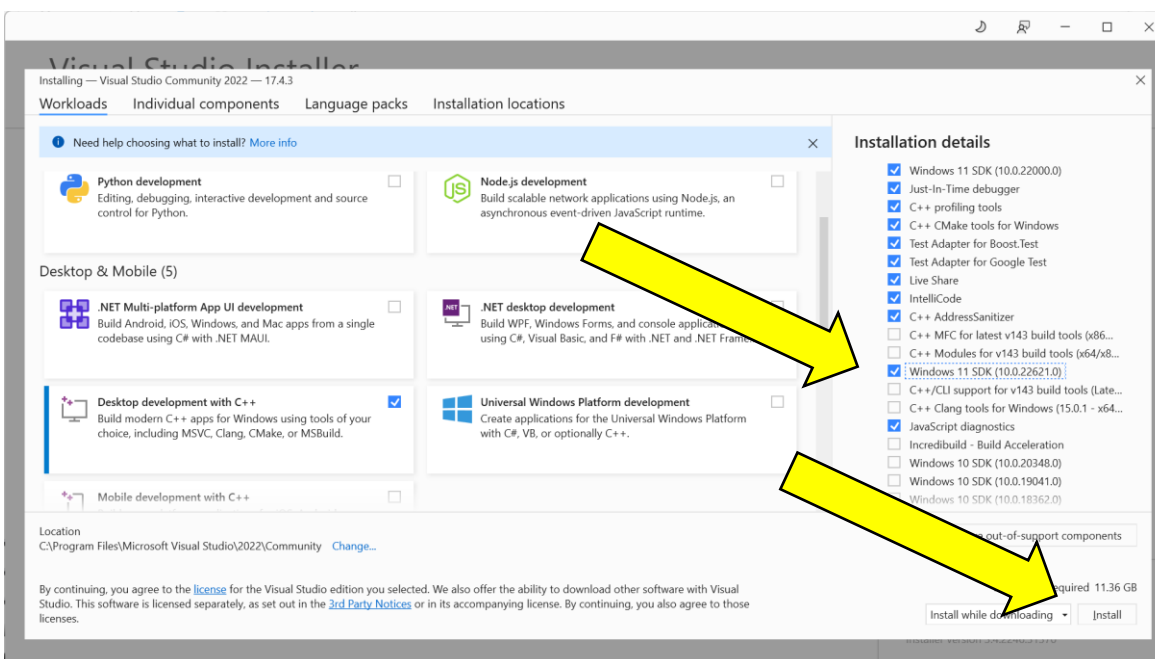 Visual Studio Installer
Installing — Visual Studio Community 2022 — 17.4.3
Workloads Individual components Language packs Installation locations
Need help choosing what to install? More info
Python development
Editing, debugging, interactive development and source
control for Python.
Node.js development
Build scalable network applications using Node.js, an
asynchronous event-driven JavaScript runtime.
Desktop & Mobile (5)
.NET Multi-platform App UI development
Build Android, iOS, Windows, and Mac apps from a single
codebase using C# with .NET MAUI.
.NET desktop development
Build WPF, Windows Forms, and console
using C#, Visual Basic, and F# with .NET and .NET
Desktop development with C++
Build modern C++ apps for Windows using tools of your
choice, including MSVC, Clang, CMake, or MSBuild.
Universal Windows Platform development
Create applications for the Universal Windows Platform
with C#, VB, or optionally C++.
Mobile development with C++
Installation details
Windows 11 SDK (10.0.22000.0)
Just-In-Time debugger
C++ profiling tools
C++ CMake tools for Windows
Test Adapter for Boost.Test
Test Adapter for Google Test
Live Share
IntelliCode
C++ AddressSanitizer
C++ MFC for latest v143 build tools (x86...
C++ Modules for v143 build tools (x64/x8...
Windows 11 SDK (10.0.22621.0)
C++/CLI support for v143 build tools (Late...
C++ Clang tools for Windows (15.0.1 - x64...
JavaScript diagnostics
Incredibuild - Build Acceleration
Windows 10 SDK (10.0.20348.0)
Windows 10 SDK (10.0.19041.0)
Windows 10 SDK (10.0.18362.0)
Location
C:\Program Files\Microsoft Visual Studio\2022\Community Change...
out-of-support components
By continuing, you agree to the license for the Visual Studio edition you selected. We also offer the ability to download other software with Visual
Studio. This software is licensed separately, as set out in the 3rd Party Notices or in its accompanying license. By continuing, you also agree to those
licenses.
11.36 GB
Install while downloading Install